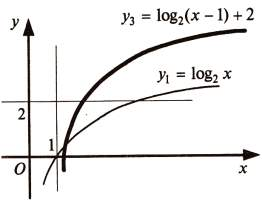 y
y₃ = log₂(x − 1) + 2
y₁ = log₂ x
2
1
O
x